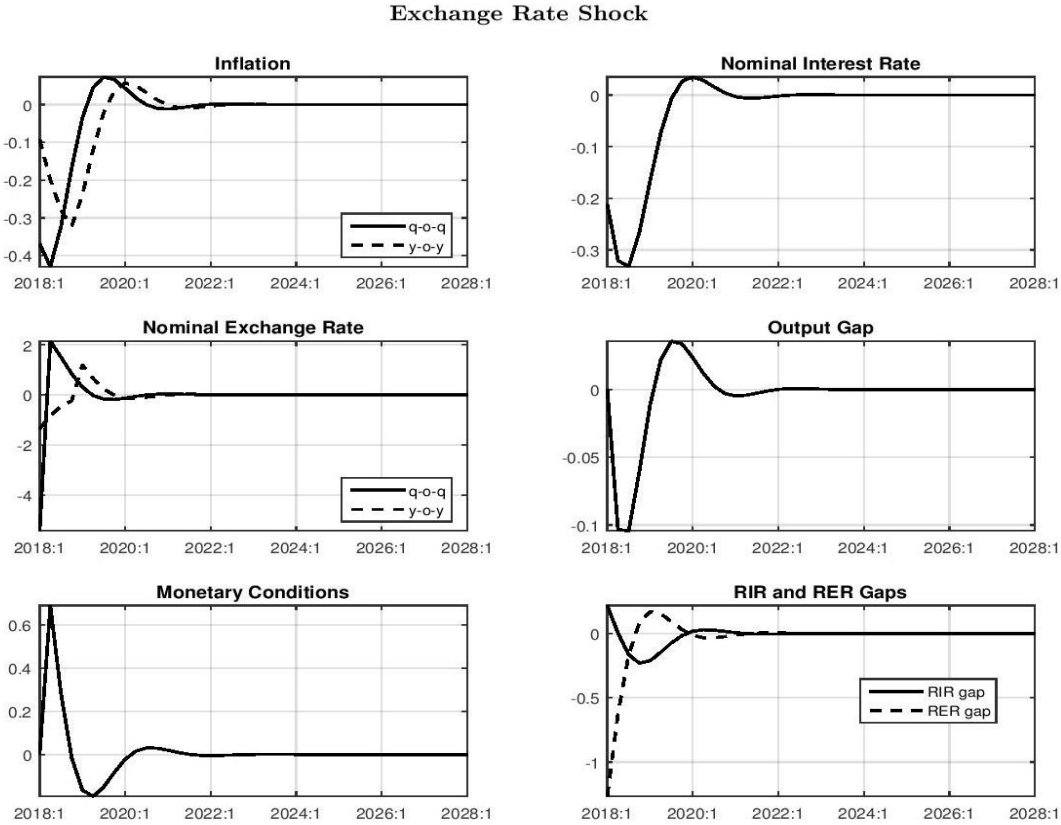 Exchange Rate Shock
Inflation
0
-0.1
-0.2
-0.3
-0.4
q-o-q
y-o-y
2018:1 2020:1 2022:1 2024:1 2026:1 2028:1
Nominal Interest Rate
0
-0.1
-0.2
-0.3
2018:1 2020:1 2022:1 2024:1 2026:1 2028:1
Nominal Exchange Rate
2
0
-2
-4
q-o-q
y-o-y
2018:1 2020:1 2022:1 2024:1 2026:1 2028:1
Output Gap
0
-0.05
-0.1
2018:1 2020:1 2022:1 2024:1 2026:1 2028:1
Monetary Conditions
0.6
0.4
0.2
0
2018:1 2020:1 2022:1 2024:1 2026:1 2028:1
RIR and RER Gaps
0
-0.5
-1
RIR gap
RER gap
2018:1 2020:1 2022:1 2024:1 2026:1 2028:1